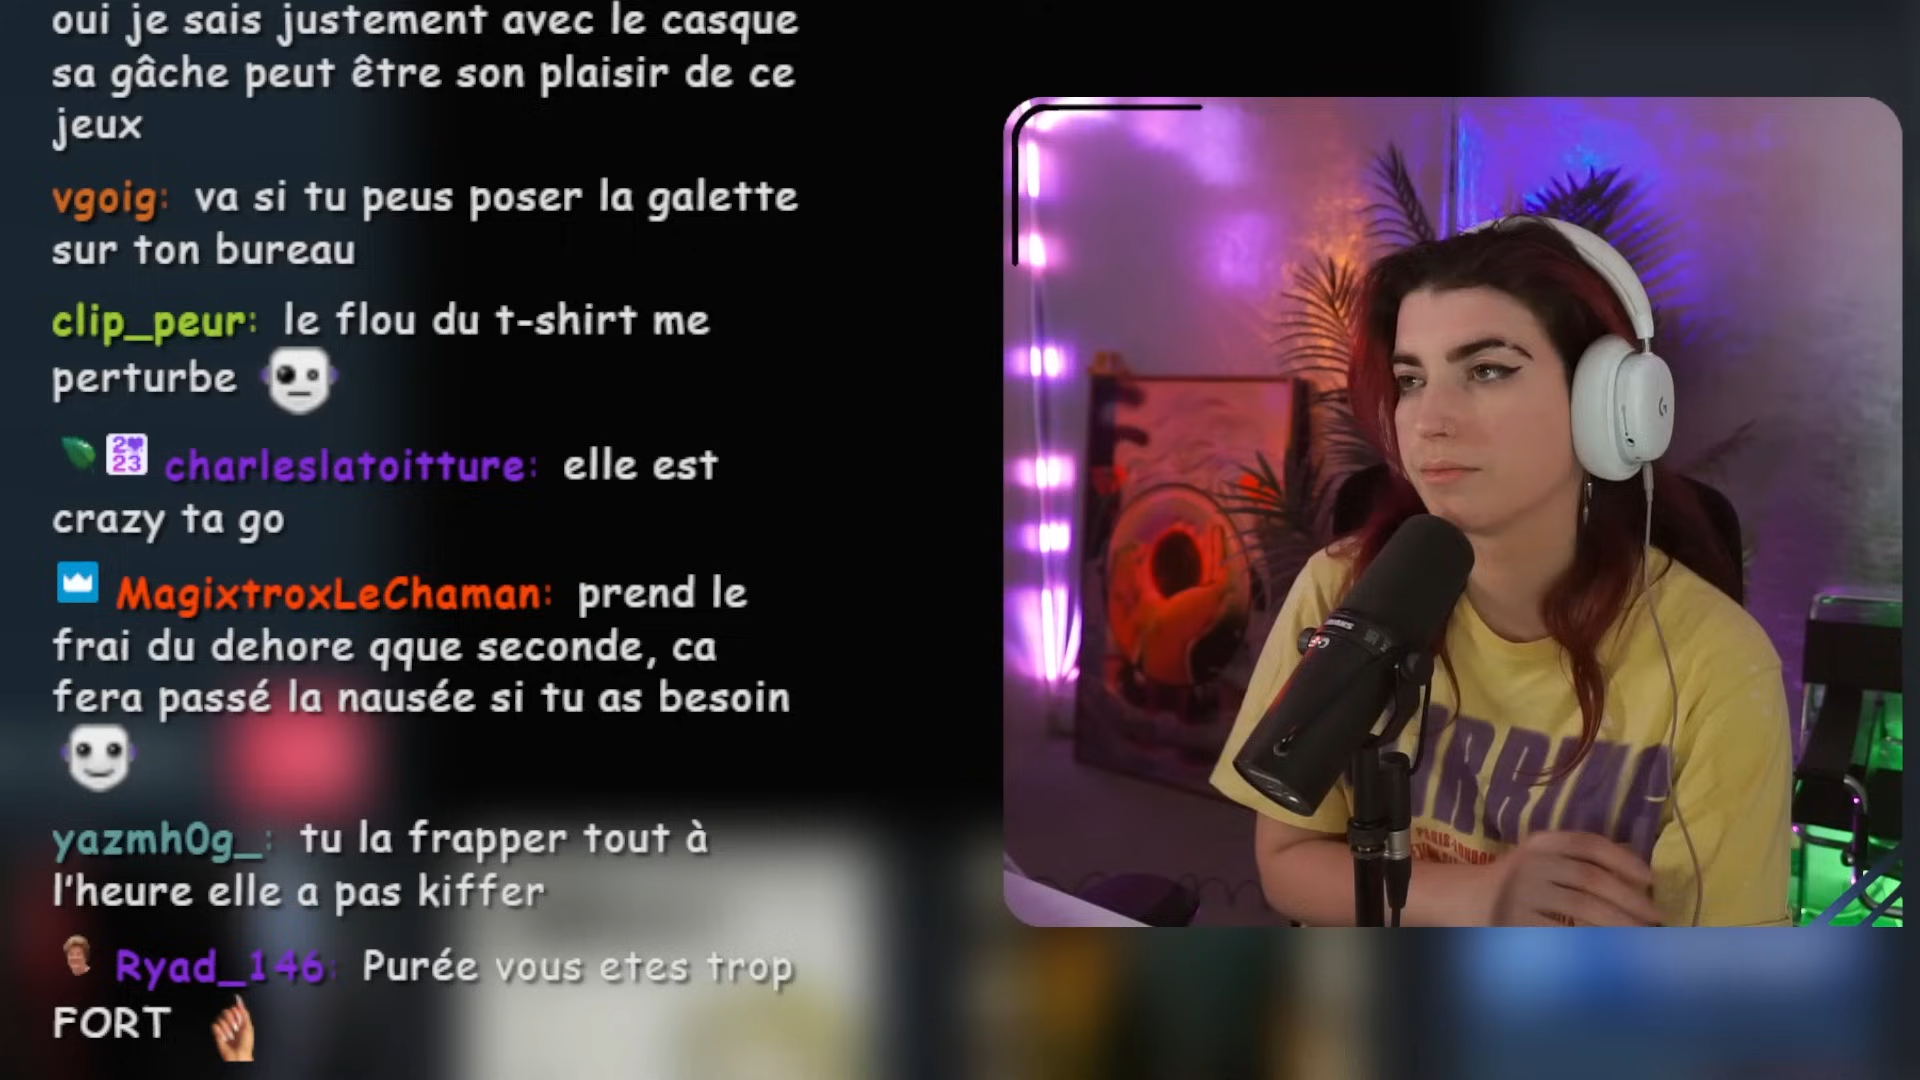 oui je sais justement avec le casque
sa gâche peut être son plaisir de ce
jeux
vgoig: va si tu peus poser la galette
sur ton bureau
clip_peur: le flou du t-shirt me
perturbe
2 23 charleslatoitture: elle est
crazy ta go
MagixtroxLeChaman: prend le
frai du dehore qque seconde, ca
fera passé la nausée si tu as besoin
yazmh0g_: tu la frapper tout à
l'heure elle a pas kiffer
Ryad_146: Purée vous etes trop
FORT